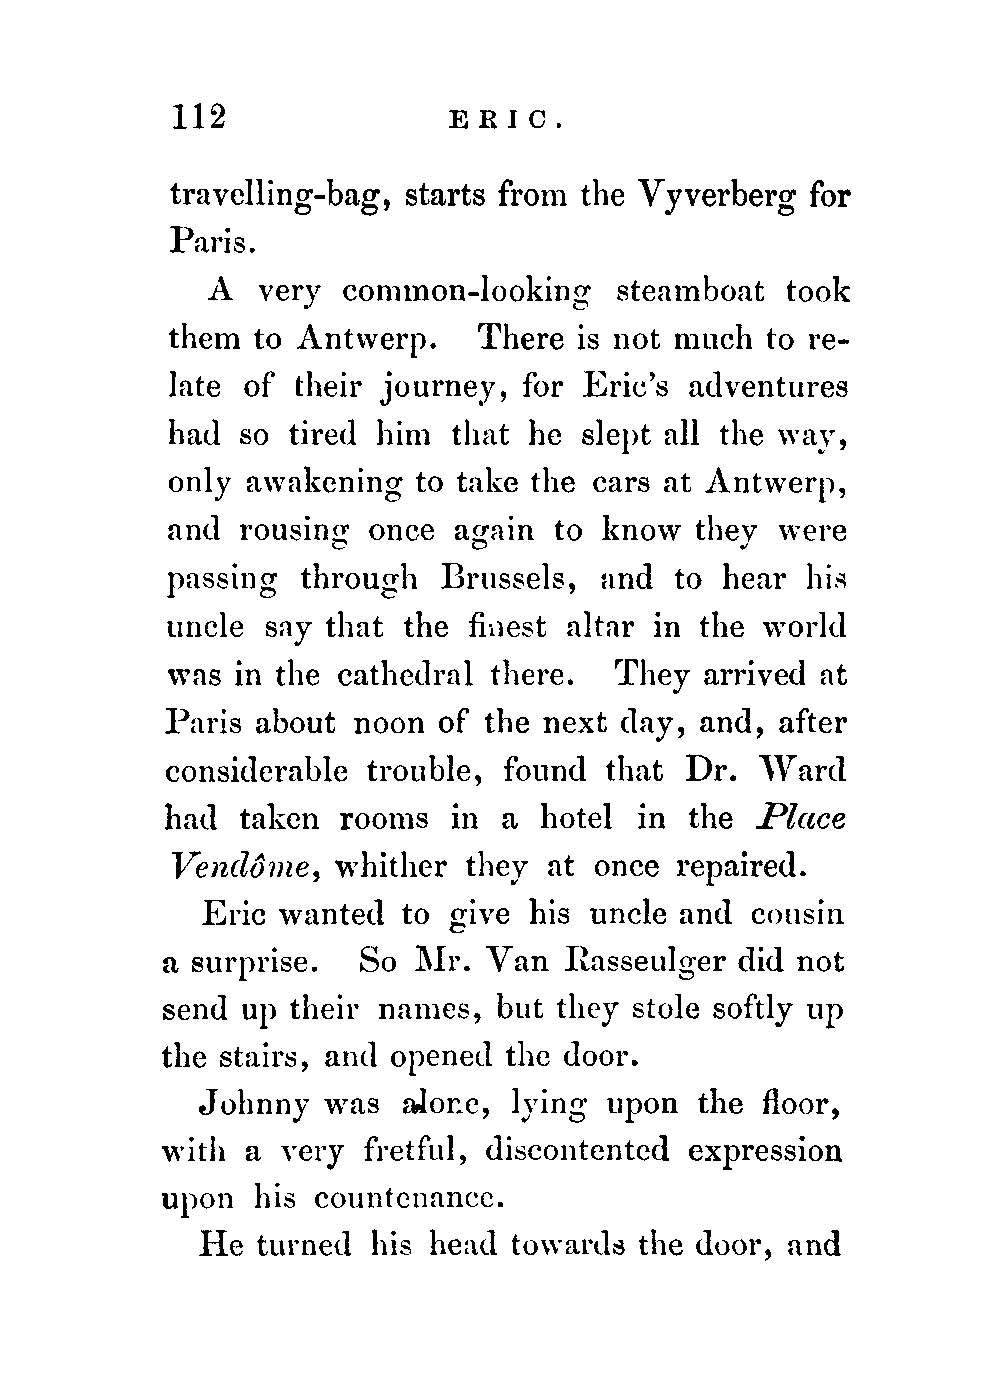 112 ERIC.
travelling-bag, starts from the Vyverberg for
Paris.
A very common-looking steamboat took
them to Antwerp. There is not much to re-
late of their journey, for Eric's adventures
had so tired him that he slept all the way,
only awakening to take the cars at Antwerp,
and rousing once again to know they were
passing through Brussels, and to hear his
uncle say that the finest altar in the world
was in the cathedral there. They arrived at
Paris about noon of the next day, and, after
considerable trouble, found that Dr. Ward
had taken rooms in a hotel in the Place
Vendôme, whither they at once repaired.
Eric wanted to give his uncle and cousin
a surprise. So Mr. Van Rasseulger did not
send up their names, but they stole softly up
the stairs, and opened the door.
Johnny was alone, lying upon the floor,
with a very fretful, discontented expression
upon his countenance.
He turned his head towards the door, and